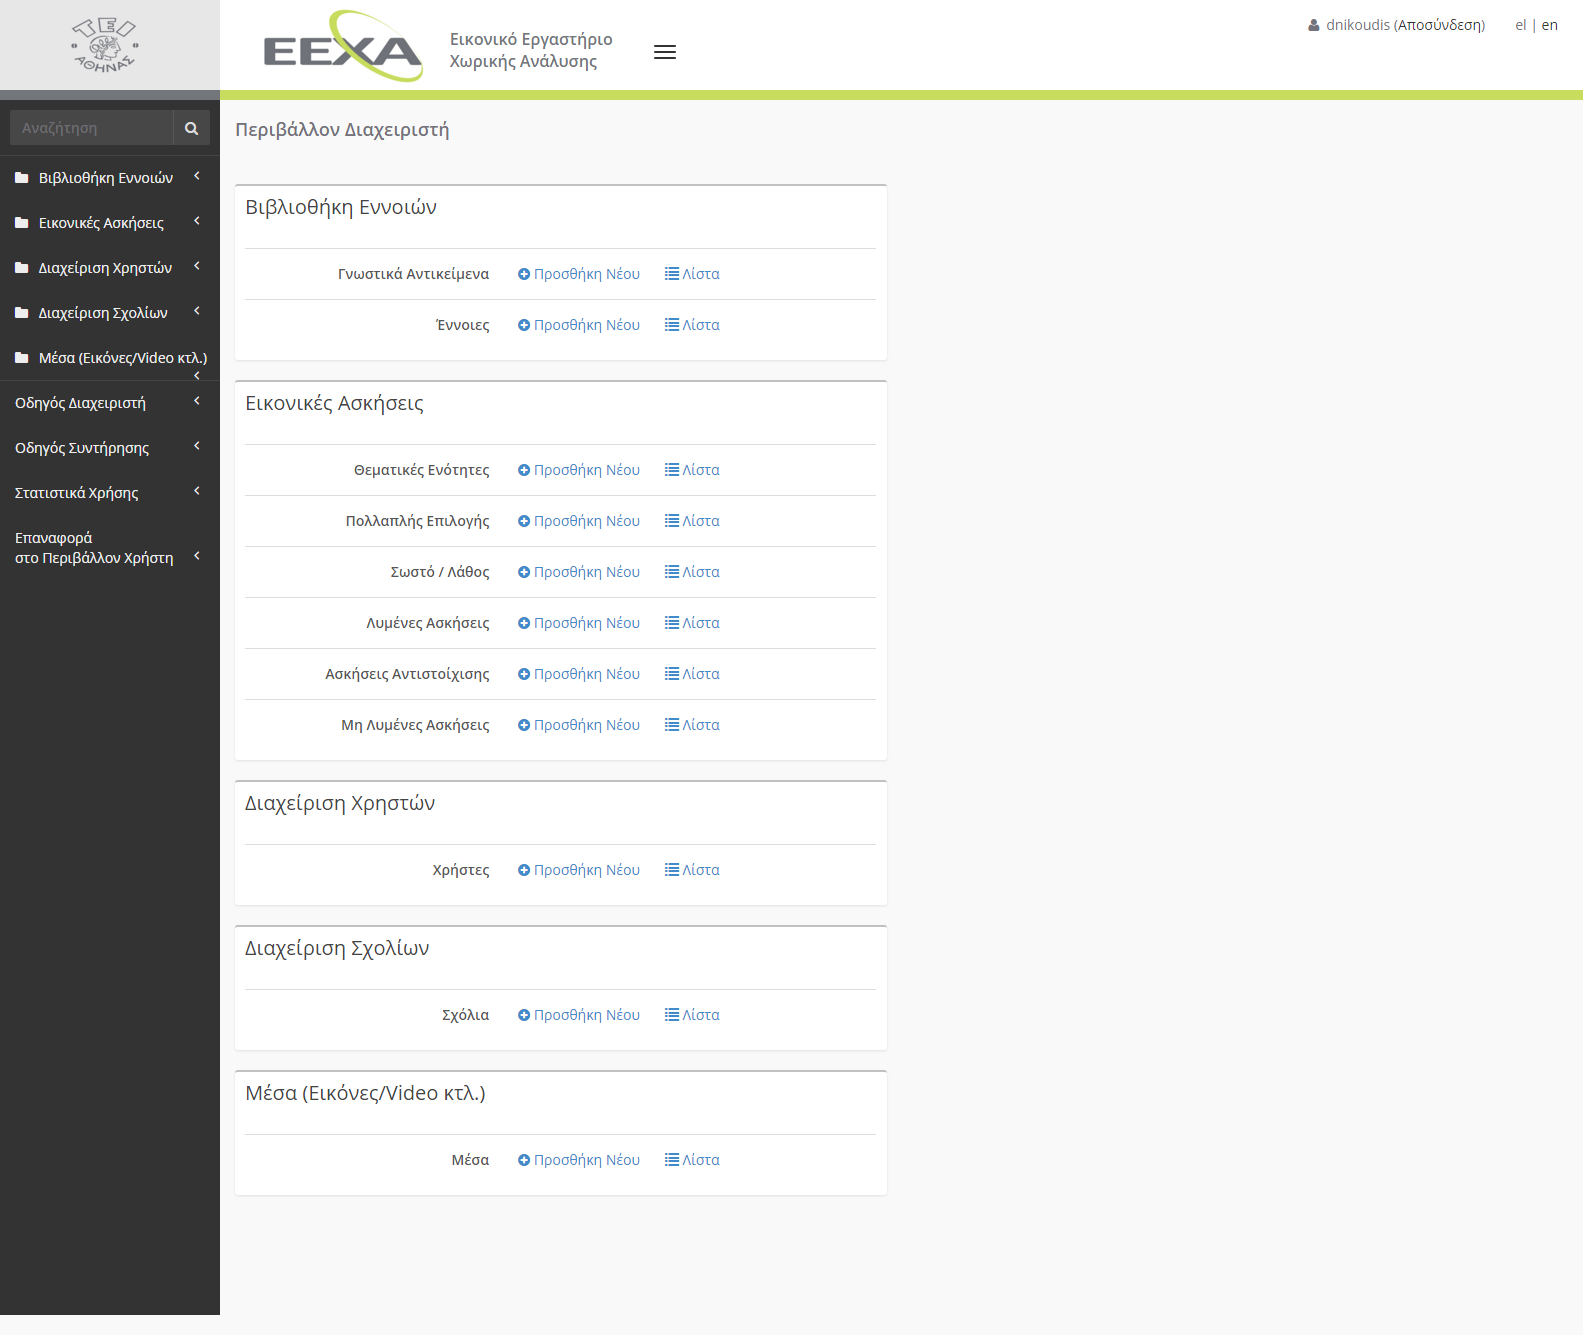 ΤΕΙ
ΑΘΗΝΑΣ
EEXA
Εικονικό Εργαστήριο
Χωρικής Ανάλυσης
dnikoudis (Αποσύνδεση)
el | en
Αναζήτηση
Βιβλιοθήκη Εννοιών
Εικονικές Ασκήσεις
Διαχείριση Χρηστών
Διαχείριση Σχολίων
Μέσα (Εικόνες/Video κτλ.)
Οδηγός Διαχειριστή
Οδηγός Συντήρησης
Στατιστικά Χρήσης
Επαναφορά
στο Περιβάλλον Χρήστη
Περιβάλλον Διαχειριστή
Βιβλιοθήκη Εννοιών
Γνωστικά Αντικείμενα Προσθήκη Νέου Λίστα
Έννοιες Προσθήκη Νέου Λίστα
Εικονικές Ασκήσεις
Θεματικές Ενότητες Προσθήκη Νέου Λίστα
Πολλαπλής Επιλογής Προσθήκη Νέου Λίστα
Σωστό / Λάθος Προσθήκη Νέου Λίστα
Λυμένες Ασκήσεις Προσθήκη Νέου Λίστα
Ασκήσεις Αντιστοίχισης Προσθήκη Νέου Λίστα
Μη Λυμένες Ασκήσεις Προσθήκη Νέου Λίστα
Διαχείριση Χρηστών
Χρήστες Προσθήκη Νέου Λίστα
Διαχείριση Σχολίων
Σχόλια Προσθήκη Νέου Λίστα
Μέσα (Εικόνες/Video κτλ.)
Μέσα Προσθήκη Νέου Λίστα